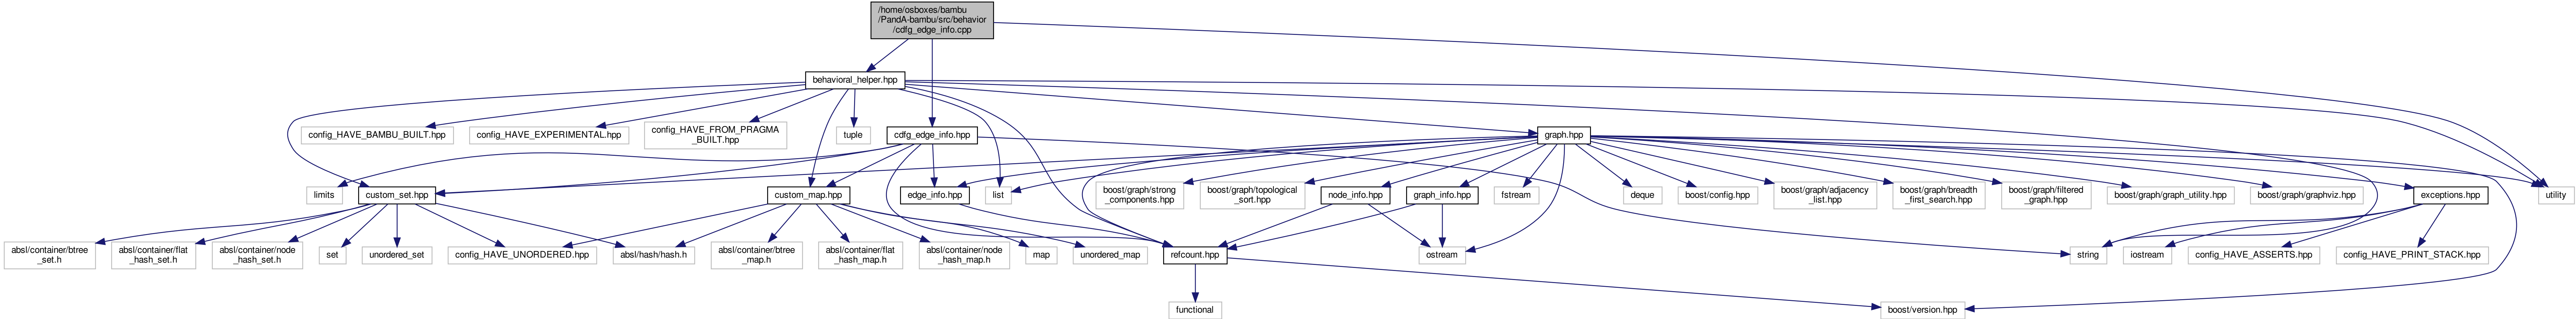 /home/osboxes/bambu
/PandA-bambu/src/behavior
/cdfg_edge_info.cpp
behavioral_helper.hpp
config_HAVE_BAMBU_BUILT.hpp
config_HAVE_EXPERIMENTAL.hpp
config_HAVE_FROM_PRAGMA
_BUILT.hpp
tuple
cdfg_edge_info.hpp
graph.hpp
limits
custom_set.hpp
custom_map.hpp
edge_info.hpp
list
boost/graph/strong
_components.hpp
boost/graph/topological
_sort.hpp
node_info.hpp
graph_info.hpp
fstream
deque
boost/config.hpp
boost/graph/adjacency
_list.hpp
boost/graph/breadth
_first_search.hpp
boost/graph/filtered
_graph.hpp
boost/graph/graph_utility.hpp
boost/graph/graphviz.hpp
exceptions.hpp
utility
absl/container/btree
_set.h
absl/container/flat
_hash_set.h
absl/container/node
_hash_set.h
set
unordered_set
config_HAVE_UNORDERED.hpp
absl/hash/hash.h
absl/container/btree
_map.h
absl/container/flat
_hash_map.h
absl/container/node
_hash_map.h
map
unordered_map
refcount.hpp
ostream
string
iostream
config_HAVE_ASSERTS.hpp
config_HAVE_PRINT_STACK.hpp
functional
boost/version.hpp